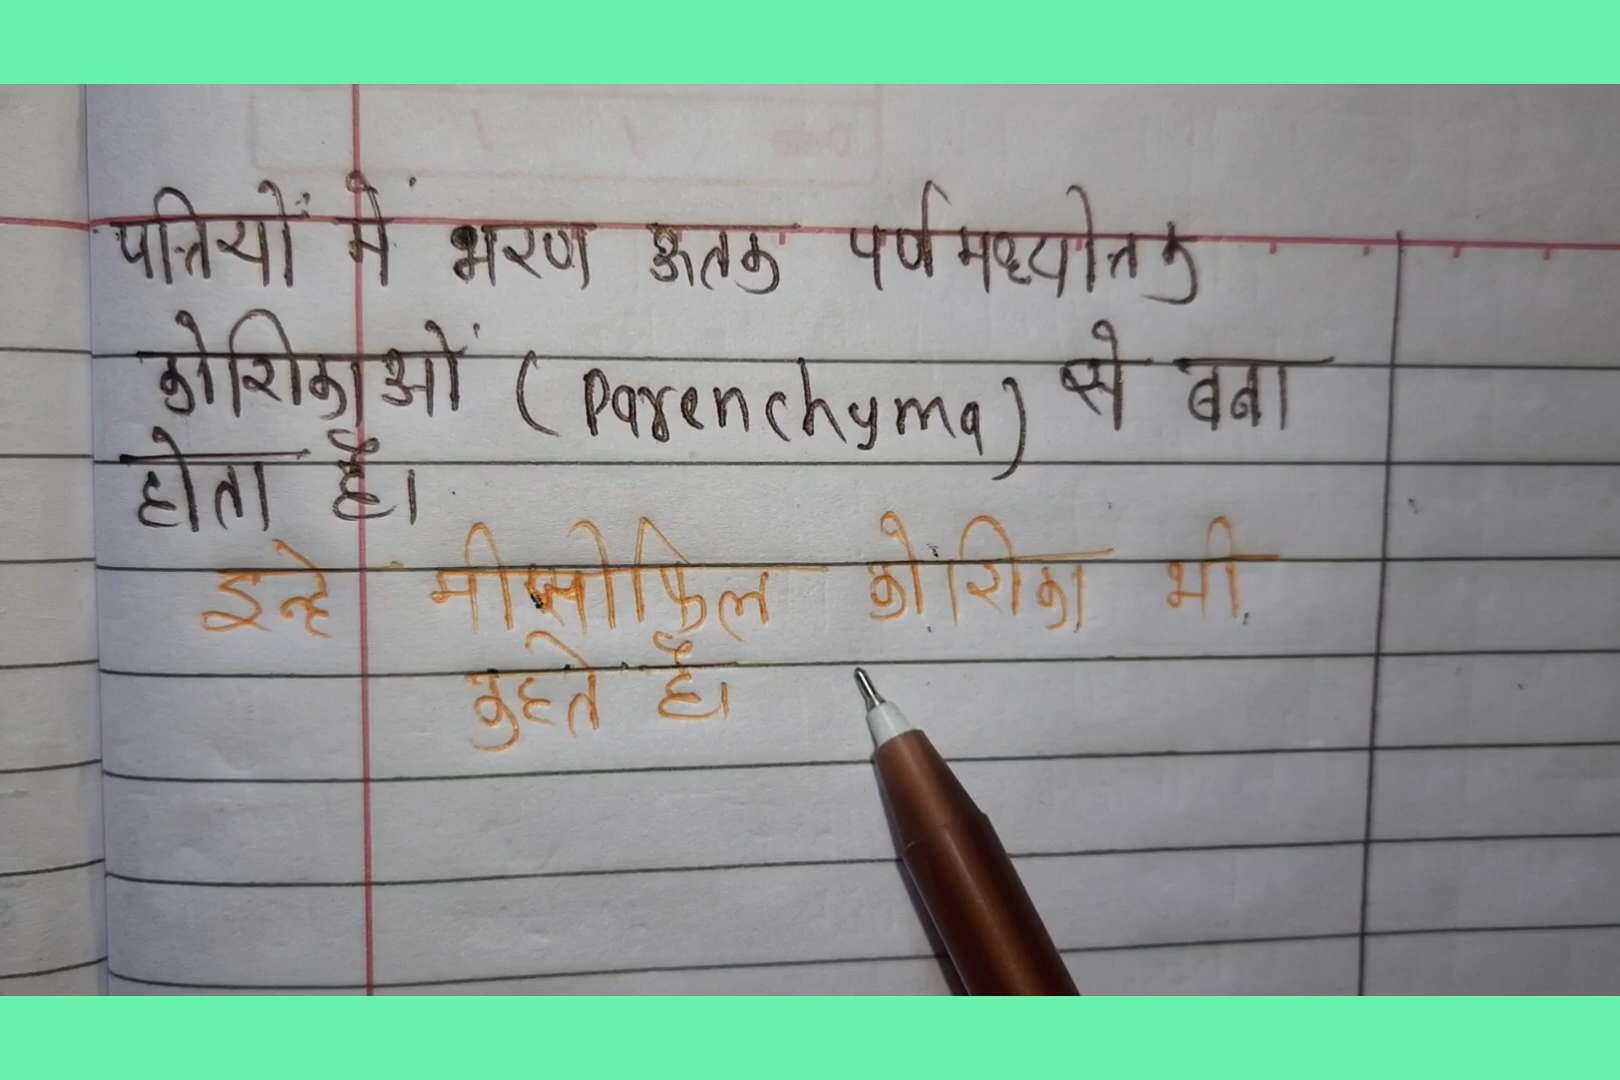 पत्तियों में भरण ऊतक पर्णमध्योतक
कोशिकाओं (Parenchyma) से बना
होता है।
इन्हे मीसोफिल कोशिका भी
कहते है।